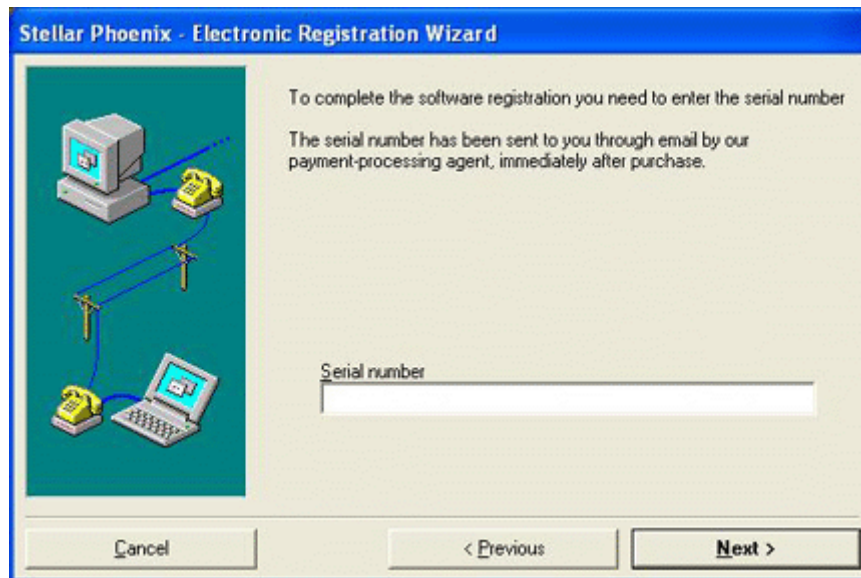 Stellar Phoenix - Electronic Registration Wizard
To complete the software registration you need to enter the serial number
The serial number has been sent to you through email by our
payment-processing agent, immediately after purchase.
Serial number
Cancel
< Previous
Next >